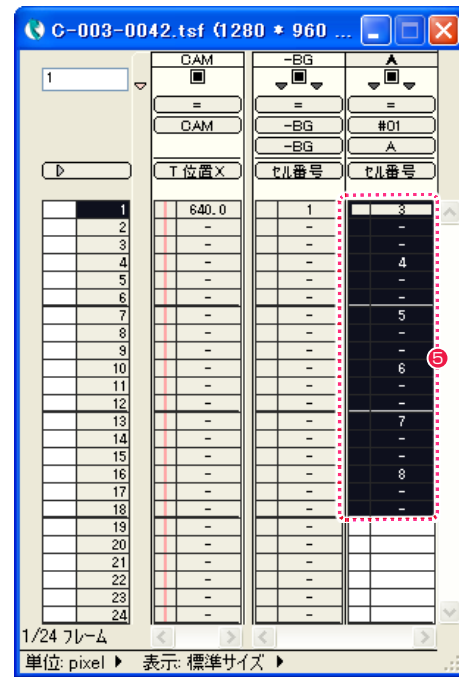 C-003-0042.tsf (1280 * 960 ...
CAM -BG A
1
= = =
CAM -BG #01
-BG A
T 位置X セル番号 セル番号
1 640.0 1 3
2 - - -
3 - - -
4 - - 4
5 - - -
6 - - -
7 - - 5
8 - - -
9 - - -
10 - - 6
11 - - -
12 - - -
13 - - 7
14 - - -
15 - - -
16 - - 8
17 - - -
18 - - -
19 - -
20 - -
21 - -
22 - -
23 - -
24 - -
5
1/24 フレーム
単位: pixel 表示: 標準サイズ